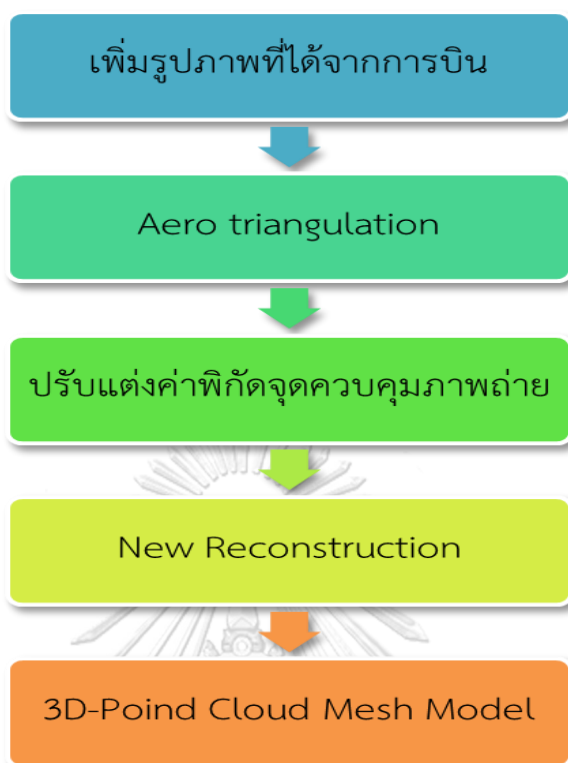 เพิ่มรูปภาพที่ได้จากการบิน
Aero triangulation
ปรับแต่งค่าพิกัดจุดควบคุมภาพถ่าย
New Reconstruction
3D-Poind Cloud Mesh Model